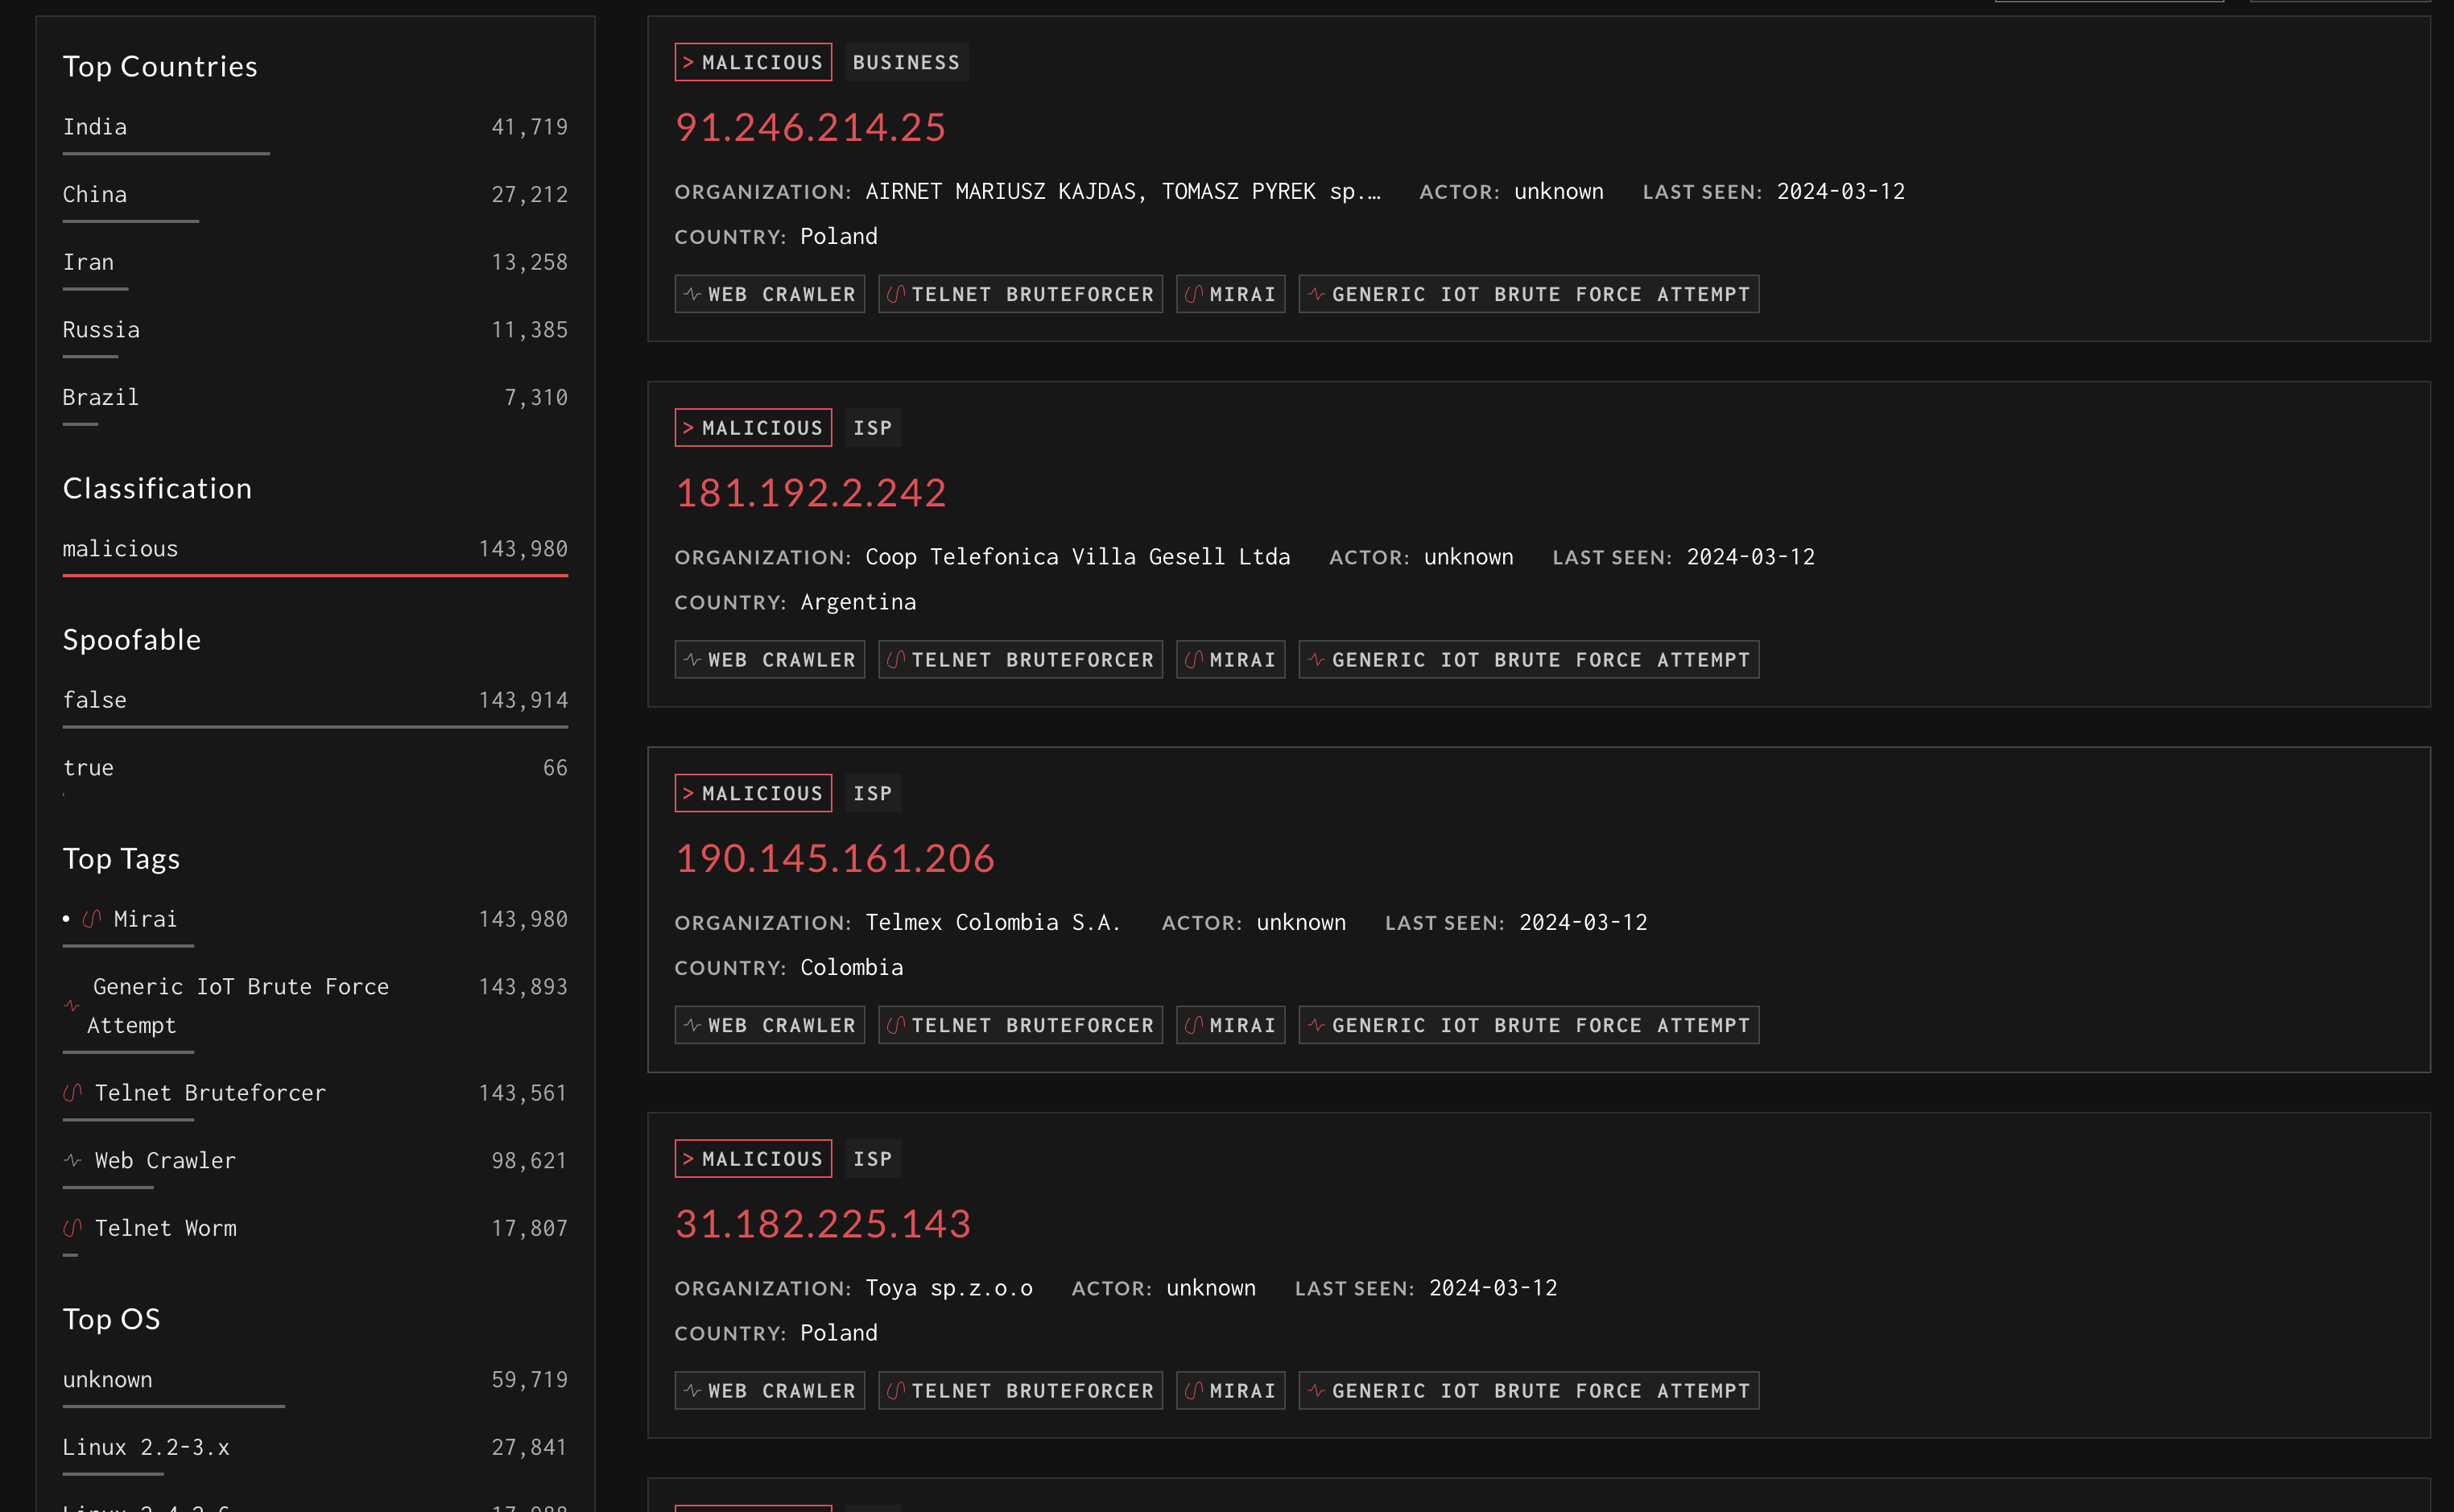 Top Countries
India 41,719
China 27,212
Iran 13,258
Russia 11,385
Brazil 7,310
Classification
malicious 143,980
Spoofable
false 143,914
true 66
Top Tags
• Mirai 143,980
Generic IoT Brute Force 143,893
Attempt
Telnet Bruteforcer 143,561
Web Crawler 98,621
Telnet Worm 17,807
Top OS
unknown 59,719
Linux 2.2-3.x 27,841
> MALICIOUS BUSINESS
91.246.214.25
ORGANIZATION: AIRNET MARIUSZ KAJDAS, TOMASZ PYREK sp.… ACTOR: unknown LAST SEEN: 2024-03-12
COUNTRY: Poland
WEB CRAWLER TELNET BRUTEFORCER MIRAI GENERIC IOT BRUTE FORCE ATTEMPT
> MALICIOUS ISP
181.192.2.242
ORGANIZATION: Coop Telefonica Villa Gesell Ltda ACTOR: unknown LAST SEEN: 2024-03-12
COUNTRY: Argentina
WEB CRAWLER TELNET BRUTEFORCER MIRAI GENERIC IOT BRUTE FORCE ATTEMPT
> MALICIOUS ISP
190.145.161.206
ORGANIZATION: Telmex Colombia S.A. ACTOR: unknown LAST SEEN: 2024-03-12
COUNTRY: Colombia
WEB CRAWLER TELNET BRUTEFORCER MIRAI GENERIC IOT BRUTE FORCE ATTEMPT
> MALICIOUS ISP
31.182.225.143
ORGANIZATION: Toya sp.z.o.o ACTOR: unknown LAST SEEN: 2024-03-12
COUNTRY: Poland
WEB CRAWLER TELNET BRUTEFORCER MIRAI GENERIC IOT BRUTE FORCE ATTEMPT